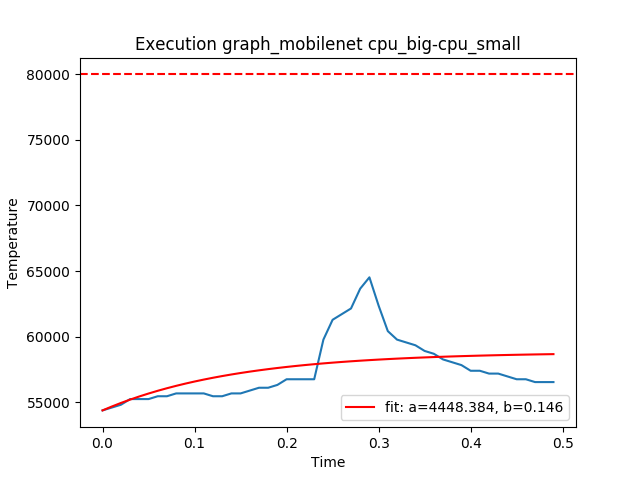 Execution graph_mobilenet cpu_big-cpu_small
80000
75000
70000
65000
60000
55000
Temperature
fit: a=4448.384, b=0.146
0.0 0.1 0.2 0.3 0.4 0.5
Time